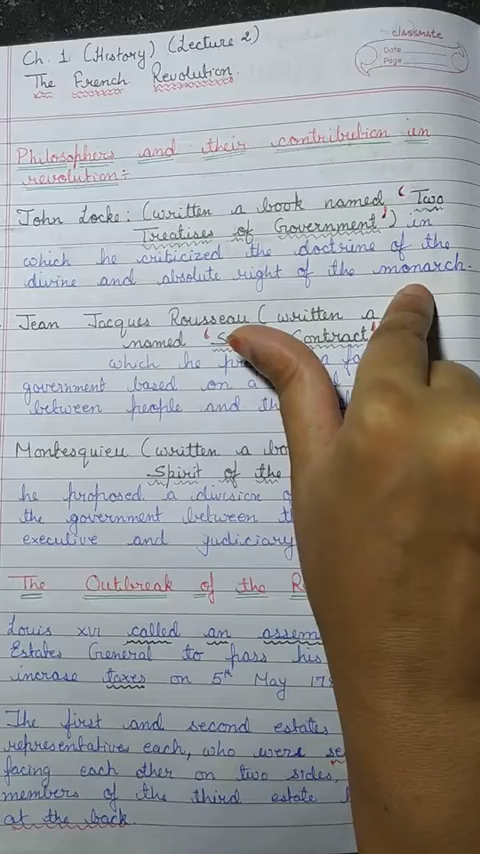 Ch. 1 (History) (Lecture 2)
The French Revolution.
classmate
Date
Page
Philosophers and their contribution in
revolution:-
John Locke: (written a book named 'Two
Treatises of Government') in
which he criticized the doctrine of the
divine and absolute right of the monarch.
Jean Jacques Rousseau (written a
named 'S Contract'
which he a
government based on a
between people and
Montesquieu (written a
Spirit of the
he proposed a division
the government between
executive and judiciary
The Outbreak of the
Louis XVI called an
Estates General to pass his
increase taxes on 5th May
The first and second estates
representatives each, who were
facing each other on two sides,
members of the third estate
at the back.